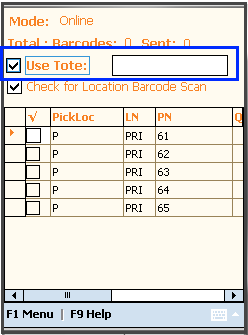 Mode: Online
Total : Barcodes: 0 Sent: 0
Use Tote:
Check for Location Barcode Scan
√ PickLoc LN PN Q
P PRI 61
P PRI 62
P PRI 63
P PRI 64
P PRI 65
F1 Menu | F9 Help